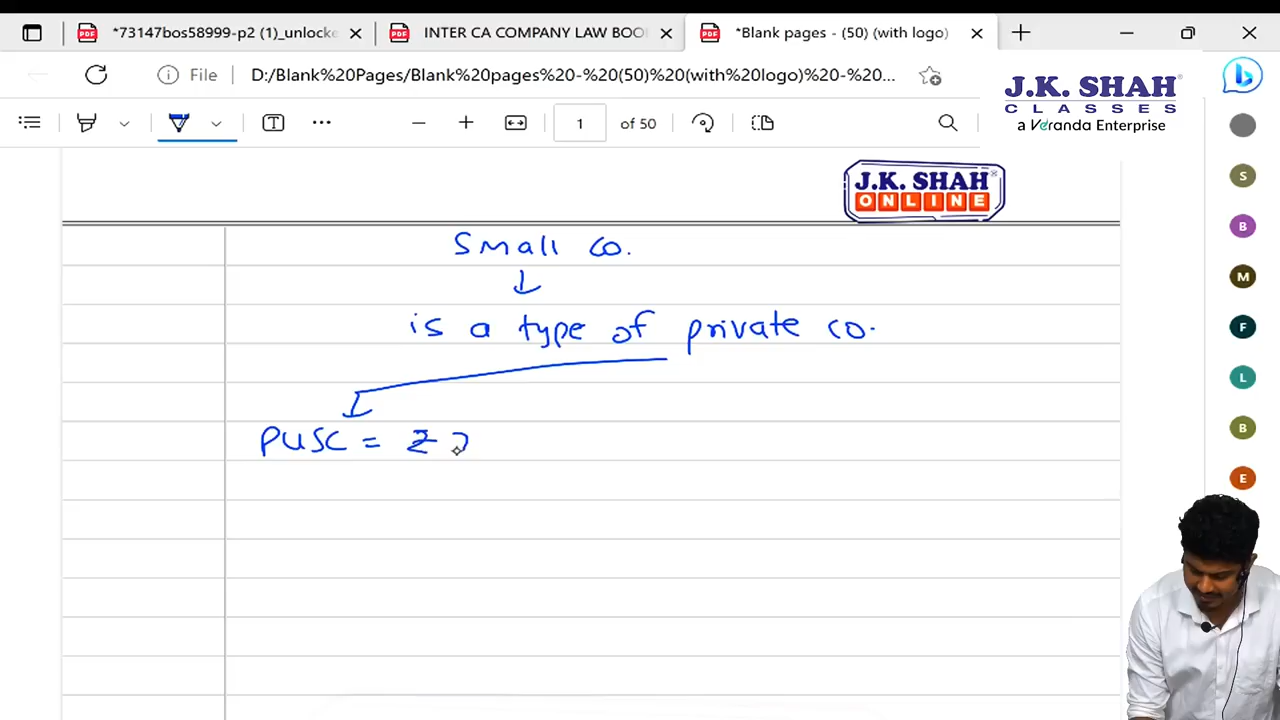 *73147bos58999-p2 (1)_unlocke
INTER CA COMPANY LAW BOO
*Blank pages - (50) (with logo)
File
D:/Blank%20Pages/Blank%20pages%20-%20(50)%20(with%20logo)%20-%20...
J.K. SHAH
CLASSES
a Veranda Enterprise
1 of 50
J.K. SHAH
ONLINE
Small co.
is a type of private co.
PUSC =
S
B
M
F
L
B
E